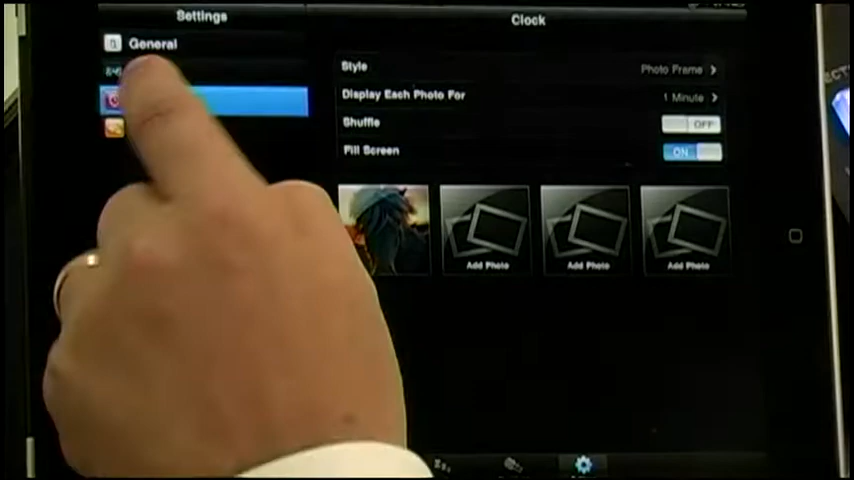 Settings
Clock
General
Style
Photo Frame
Display Each Photo For
1 Minute
Shuffle
OFF
Fill Screen
ON
Add Photo
Add Photo
Add Photo